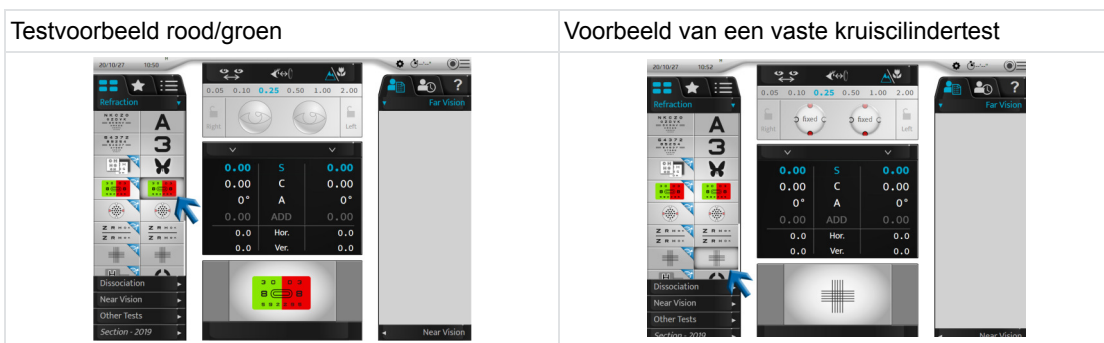 Testvoorbeeld rood/groen
Voorbeeld van een vaste kruiscilindertest
20/10/27 10:50
0.05 0.10 0.25 0.50 1.00 2.00
Refraction
Far Vision
Right
Left
A
3
0.00 S 0.00
0.00 C 0.00
0° A 0°
0.00 ADD 0.00
0.0 Hor. 0.0
0.0 Ver. 0.0
Dissociation
Near Vision
Other Tests
Section - 2019
Near Vision
?
20/10/27 10:52
0.05 0.10 0.25 0.50 1.00 2.00
Refraction
Far Vision
Right
fixed
fixed
Left
A
3
0.00 S 0.00
0.00 C 0.00
0° A 0°
0.00 ADD 0.00
0.0 Hor. 0.0
0.0 Ver. 0.0
Dissociation
Near Vision
Other Tests
Section - 2019
Near Vision
?